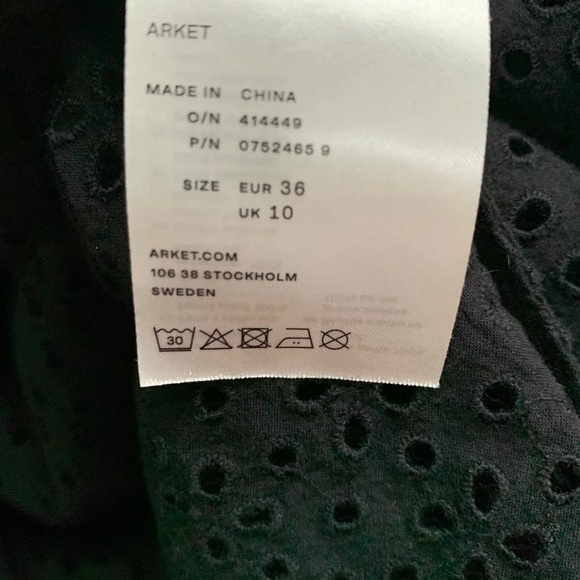 ARKET
MADE IN CHINA
O/N 414449
P/N 0752465 9
SIZE EUR 36
UK 10
ARKET.COM
106 38 STOCKHOLM
SWEDEN
30